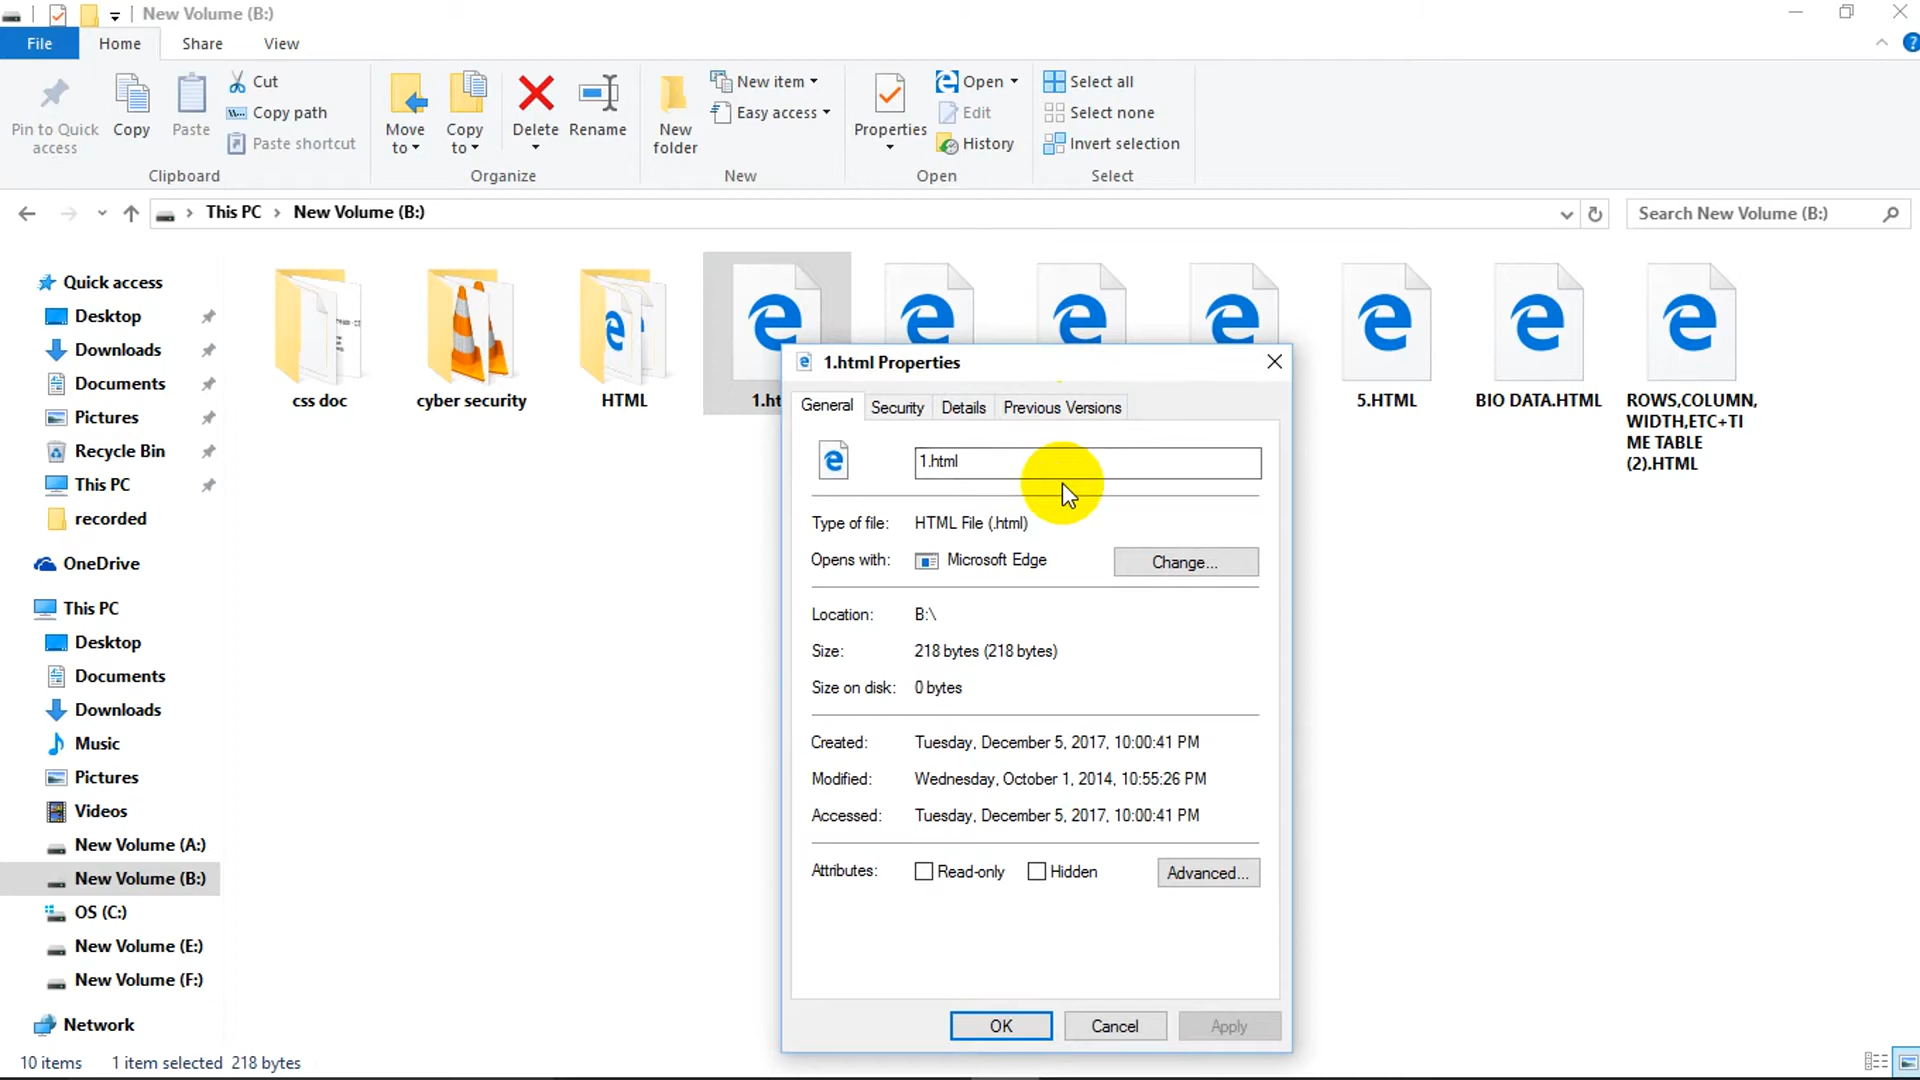 New Volume (B:)
File Home Share View
Pin to Quick access
Copy
Paste
Cut
Copy path
Paste shortcut
Clipboard
Move to
Copy to
Delete
Rename
Organize
New folder
New item
Easy access
New
Properties
Open
Edit
History
Open
Select all
Select none
Invert selection
Select
This PC New Volume (B:)
Search New Volume (B:)
Quick access
Desktop
Downloads
Documents
Pictures
Recycle Bin
This PC
recorded
OneDrive
This PC
Desktop
Documents
Downloads
Music
Pictures
Videos
New Volume (A:)
New Volume (B:)
OS (C:)
New Volume (E:)
New Volume (F:)
Network
css doc
cyber security
HTML
1.ht
5.HTML
BIO DATA.HTML
ROWS,COLUMN,
WIDTH,ETC+TI
ME TABLE
(2).HTML
1.html Properties
General Security Details Previous Versions
1.html
Type of file: HTML File (.html)
Opens with: Microsoft Edge Change...
Location: B:\
Size: 218 bytes (218 bytes)
Size on disk: 0 bytes
Created: Tuesday, December 5, 2017, 10:00:41 PM
Modified: Wednesday, October 1, 2014, 10:55:26 PM
Accessed: Tuesday, December 5, 2017, 10:00:41 PM
Attributes: Read-only Hidden Advanced...
OK Cancel Apply
10 items 1 item selected 218 bytes